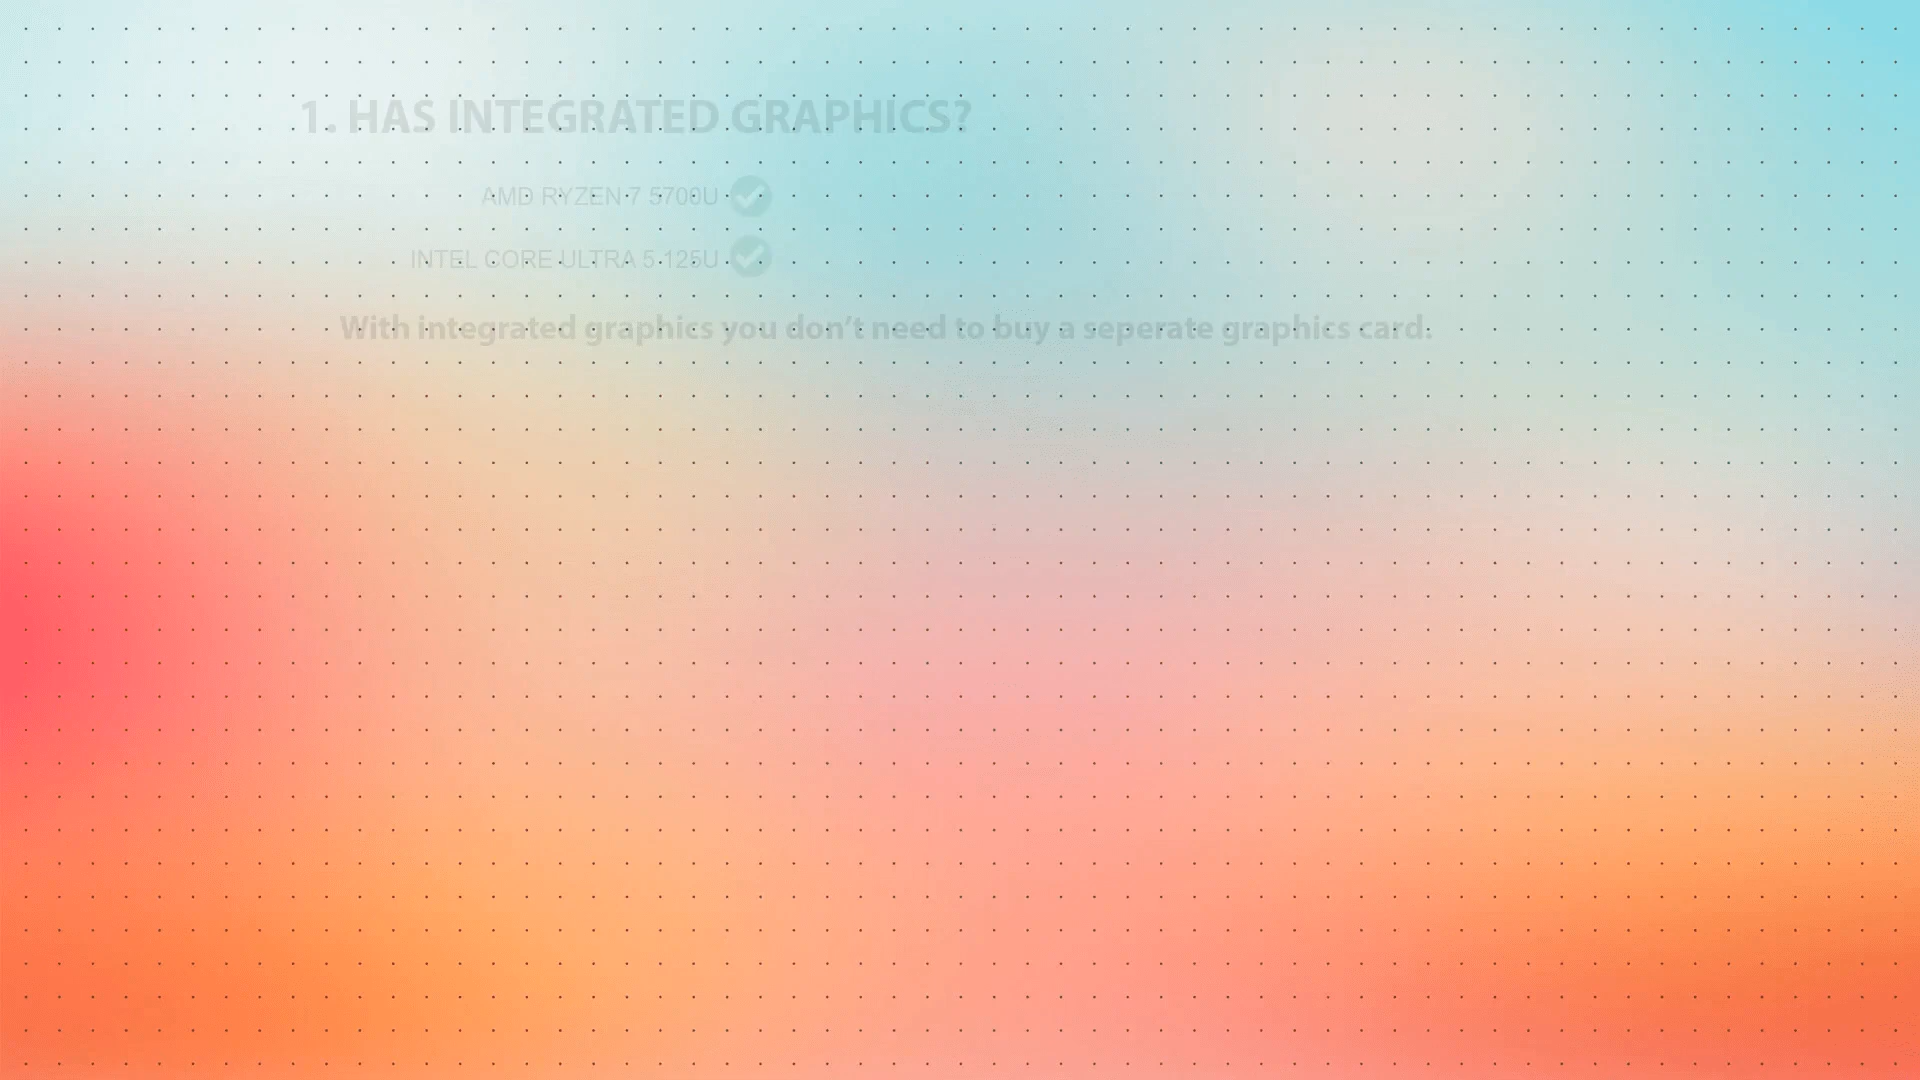 1. HAS INTEGRATED GRAPHICS?
AMD RYZEN 7 5700U
INTEL CORE ULTRA 5 125U
With integrated graphics you don’t need to buy a seperate graphics card.